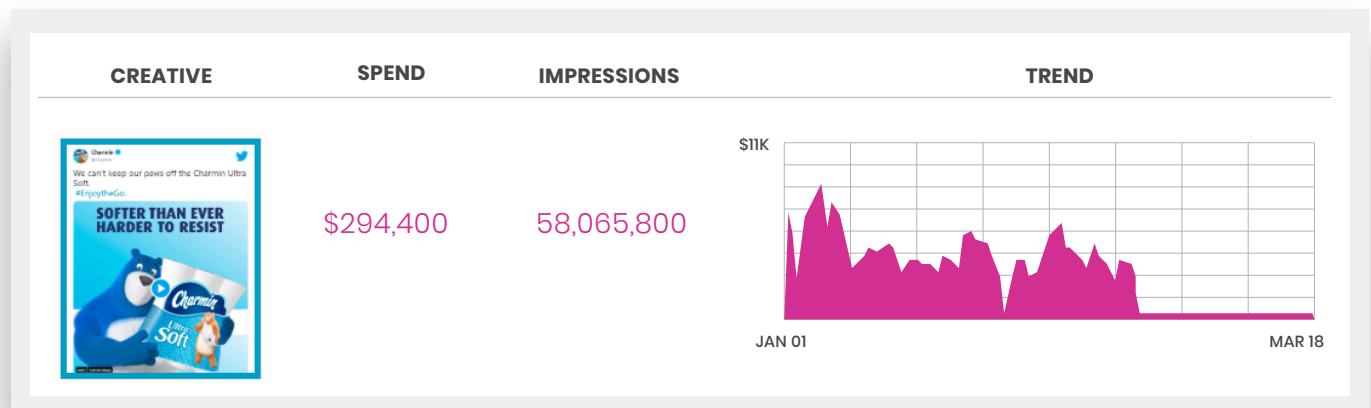 CREATIVE SPEND IMPRESSIONS TREND
Charmin
@Charmin
We can't keep our paws off the Charmin Ultra
Soft.
#EnjoytheGo.
SOFTER THAN EVER
HARDER TO RESIST
Charmin
Ultra
Soft
$294,400 58,065,800
$11K
JAN 01 MAR 18